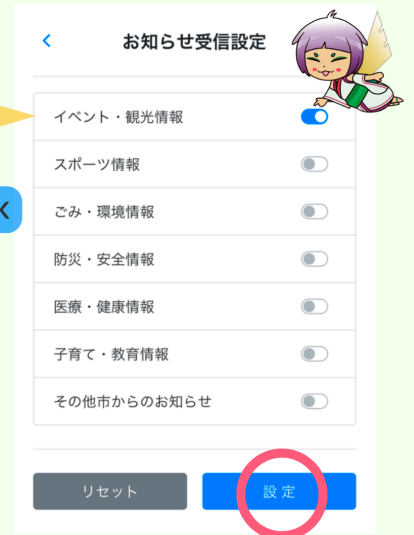 お知らせ受信設定
イベント・観光情報
スポーツ情報
ごみ・環境情報
防災・安全情報
医療・健康情報
子育て・教育情報
その他市からのお知らせ
リセット
設定